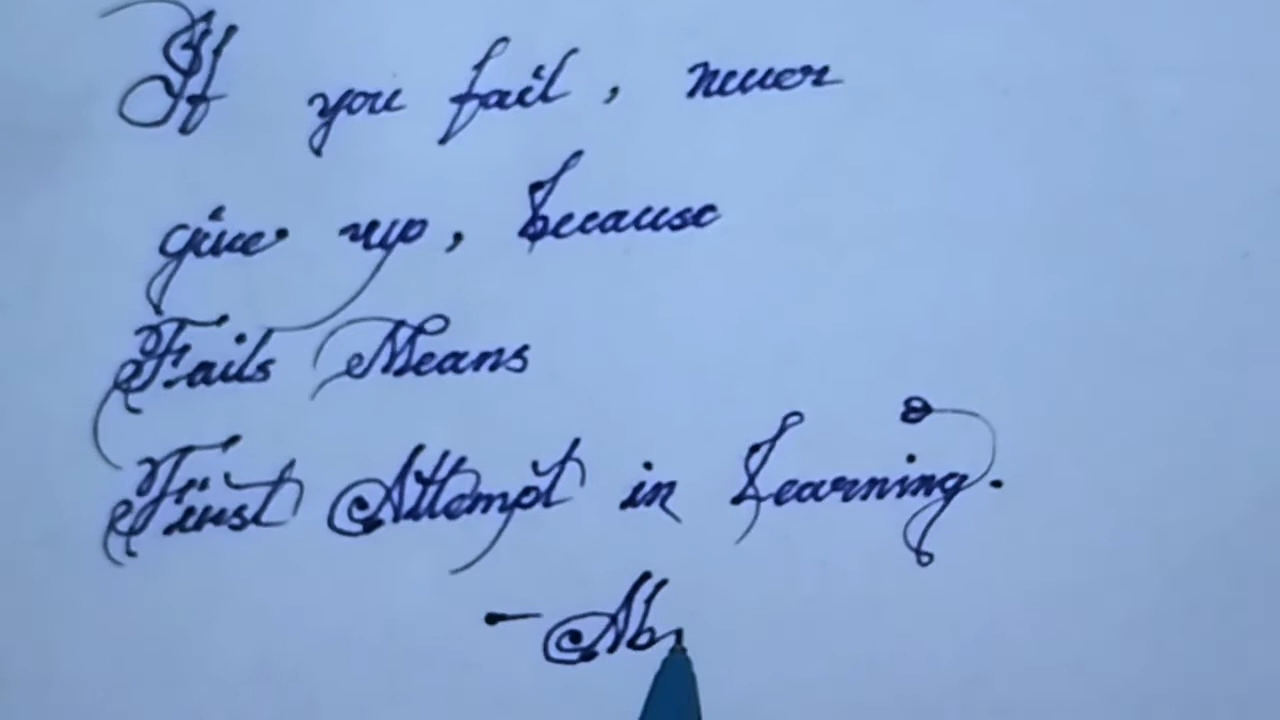 If you fail, never
give up, because
Fails Means
First Attempt in Learning.
- Ab